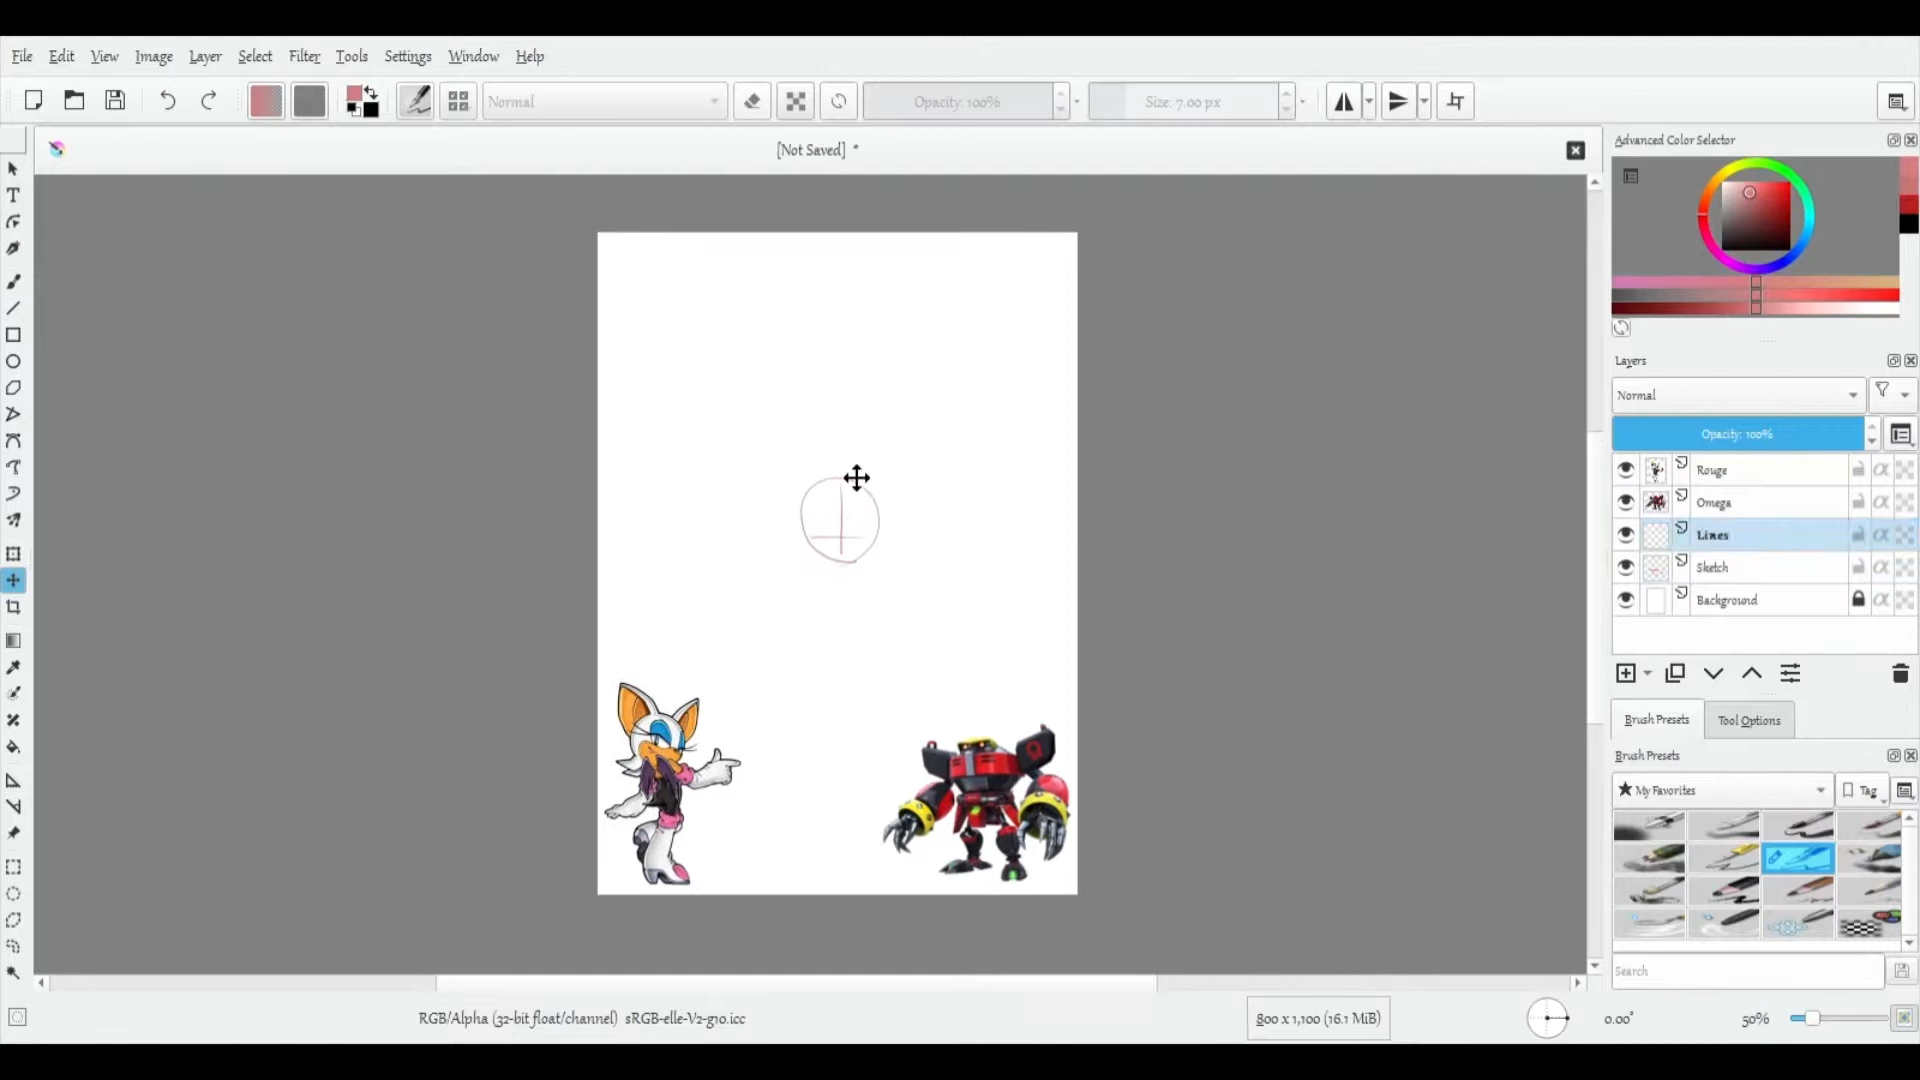 File Edit View Image Layer Select Filter Tools Settings Window Help
Normal Opacity: 100% Size: 7.00 px
[Not Saved] *
Advanced Color Selector
Layers
Normal
Opacity: 100%
Rouge
Omega
Lines
Sketch
Background
Brush Presets Tool Options
Brush Presets
My Favorites Tag
Search
RGB/Alpha (32-bit float/channel) sRGB-elle-V2-g10.icc 800 x 1,100 (16.1 MiB) 0.00° 50%